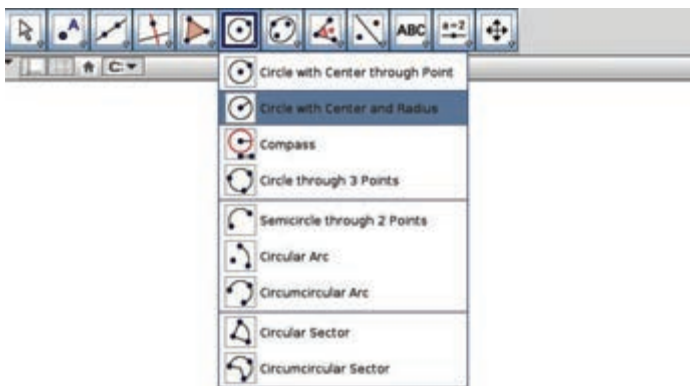 A
ABC
a=2
C:
Circle with Center through Point
Circle with Center and Radius
Compass
Circle through 3 Points
Semicircle through 2 Points
Circular Arc
Circumcircular Arc
Circular Sector
Circumcircular Sector